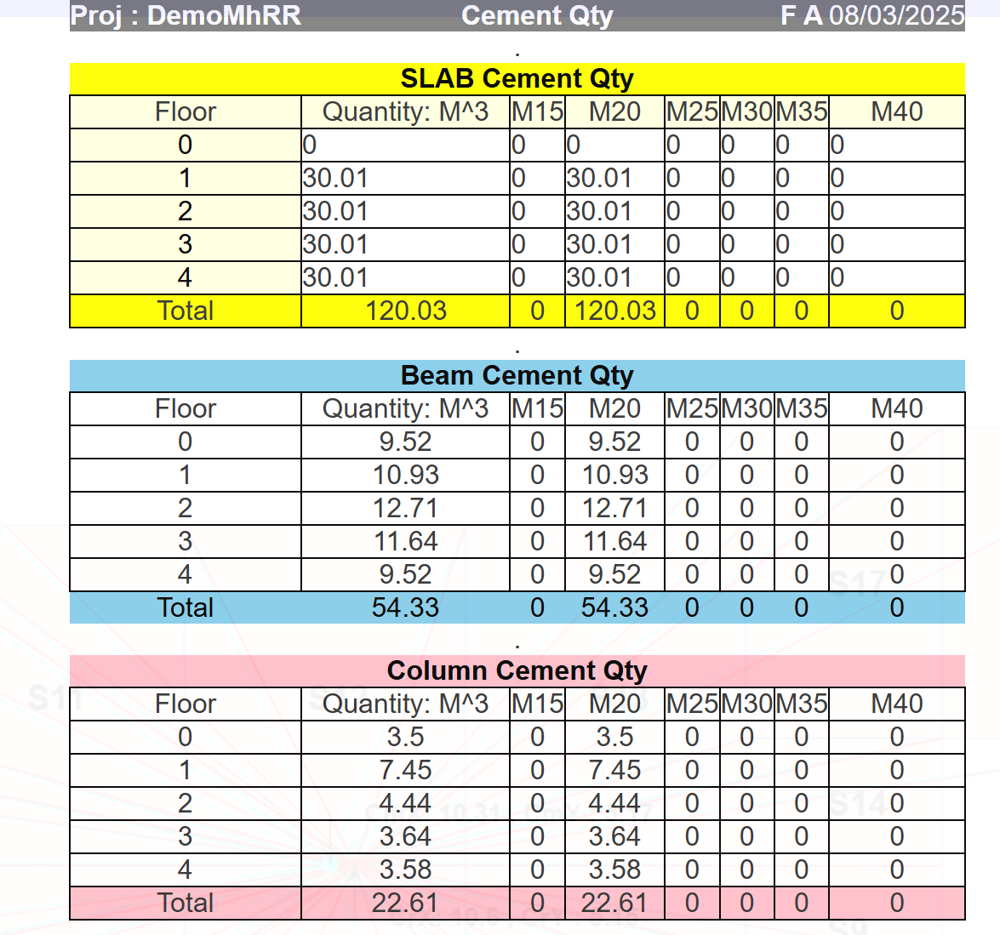 Proj : DemoMhRR Cement Qty F A 08/03/2025
.
SLAB Cement Qty
Floor Quantity: M^3 M15 M20 M25 M30 M35 M40
0 0 0 0 0 0 0 0
1 30.01 0 30.01 0 0 0 0
2 30.01 0 30.01 0 0 0 0
3 30.01 0 30.01 0 0 0 0
4 30.01 0 30.01 0 0 0 0
Total 120.03 0 120.03 0 0 0 0
.
Beam Cement Qty
Floor Quantity: M^3 M15 M20 M25 M30 M35 M40
0 9.52 0 9.52 0 0 0 0
1 10.93 0 10.93 0 0 0 0
2 12.71 0 12.71 0 0 0 0
3 11.64 0 11.64 0 0 0 0
4 9.52 0 9.52 0 0 0 0
S17
Total 54.33 0 54.33 0 0 0 0
.
Column Cement Qty
S11
Floor Quantity: M^3 M15 M20 M25 M30 M35 M40
0 3.5 0 3.5 0 0 0 0
1 7.45 0 7.45 0 0 0 0
2 4.44 0 4.44 0 0 0 0
S14
3 3.64 0 3.64 0 0 0 0
4 3.58 0 3.58 0 0 0 0
Total 22.61 0 22.61 0 0 0 0
S9